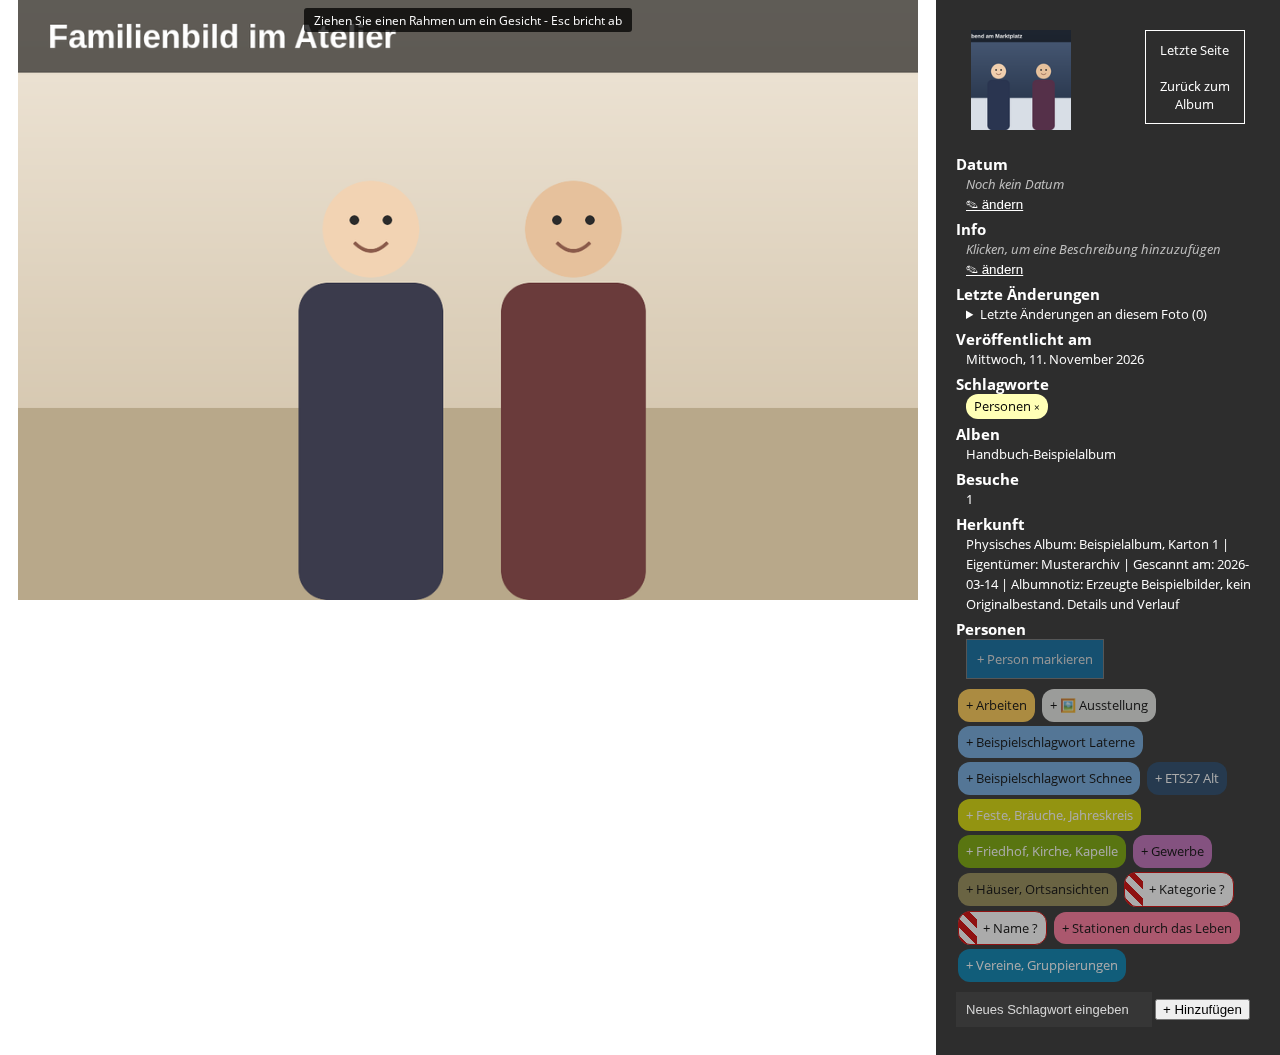 Familienbild im Atelier
Ziehen Sie einen Rahmen um ein Gesicht - Esc bricht ab
bend am Marktplatz
Letzte Seite
Zurück zum
Album
Datum
Noch kein Datum
✎ ändern
Info
Klicken, um eine Beschreibung hinzuzufügen
✎ ändern
Letzte Änderungen
▶ Letzte Änderungen an diesem Foto (0)
Veröffentlicht am
Mittwoch, 11. November 2026
Schlagworte
Personen ×
Alben
Handbuch-Beispielalbum
Besuche
1
Herkunft
Physisches Album: Beispielalbum, Karton 1 |
Eigentümer: Musterarchiv | Gescannt am: 2026-
03-14 | Albumnotiz: Erzeugte Beispielbilder, kein
Originalbestand. Details und Verlauf
Personen
+ Person markieren
+ Arbeiten + 🖼️ Ausstellung
+ Beispielschlagwort Laterne
+ Beispielschlagwort Schnee + ETS27 Alt
+ Feste, Bräuche, Jahreskreis
+ Friedhof, Kirche, Kapelle + Gewerbe
+ Häuser, Ortsansichten + Kategorie ?
+ Name ? + Stationen durch das Leben
+ Vereine, Gruppierungen
Neues Schlagwort eingeben + Hinzufügen